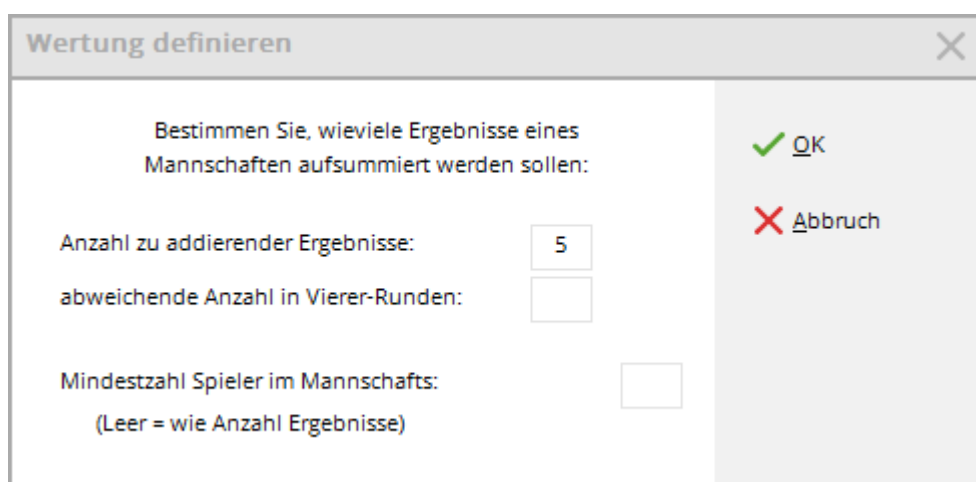 Wertung definieren
Bestimmen Sie, wieviele Ergebnisse eines
Mannschaften aufsummiert werden sollen:
OK
Abbruch
Anzahl zu addierender Ergebnisse: 5
abweichende Anzahl in Vierer-Runden:
Mindestzahl Spieler im Mannschafts:
(Leer = wie Anzahl Ergebnisse)